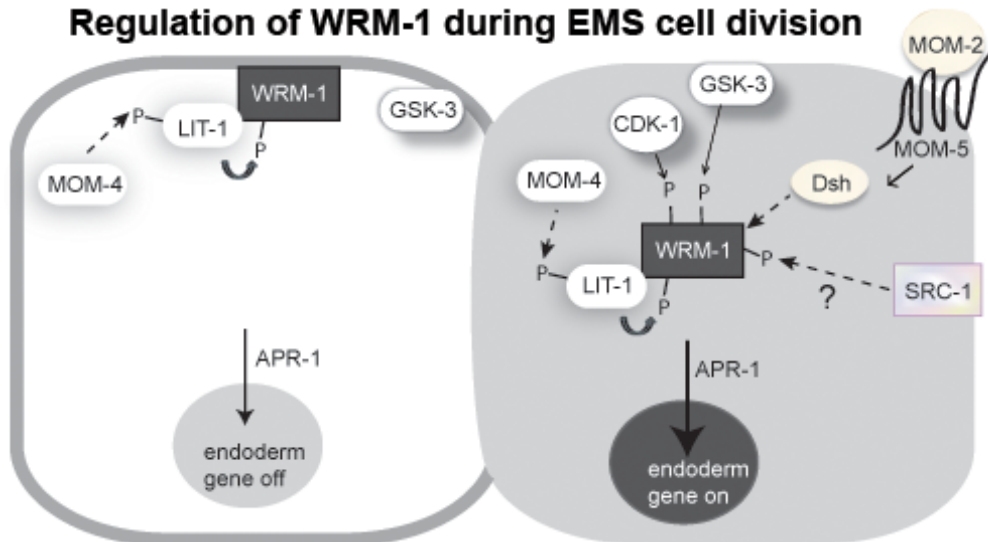 Regulation of WRM-1 during EMS cell division
WRM-1
GSK-3
P
LIT-1
P
MOM-4
APR-1
endoderm
gene off
MOM-2
GSK-3
CDK-1
MOM-5
MOM-4
P
P
Dsh
WRM-1
P
P
LIT-1
SRC-1
P
?
APR-1
endoderm
gene on